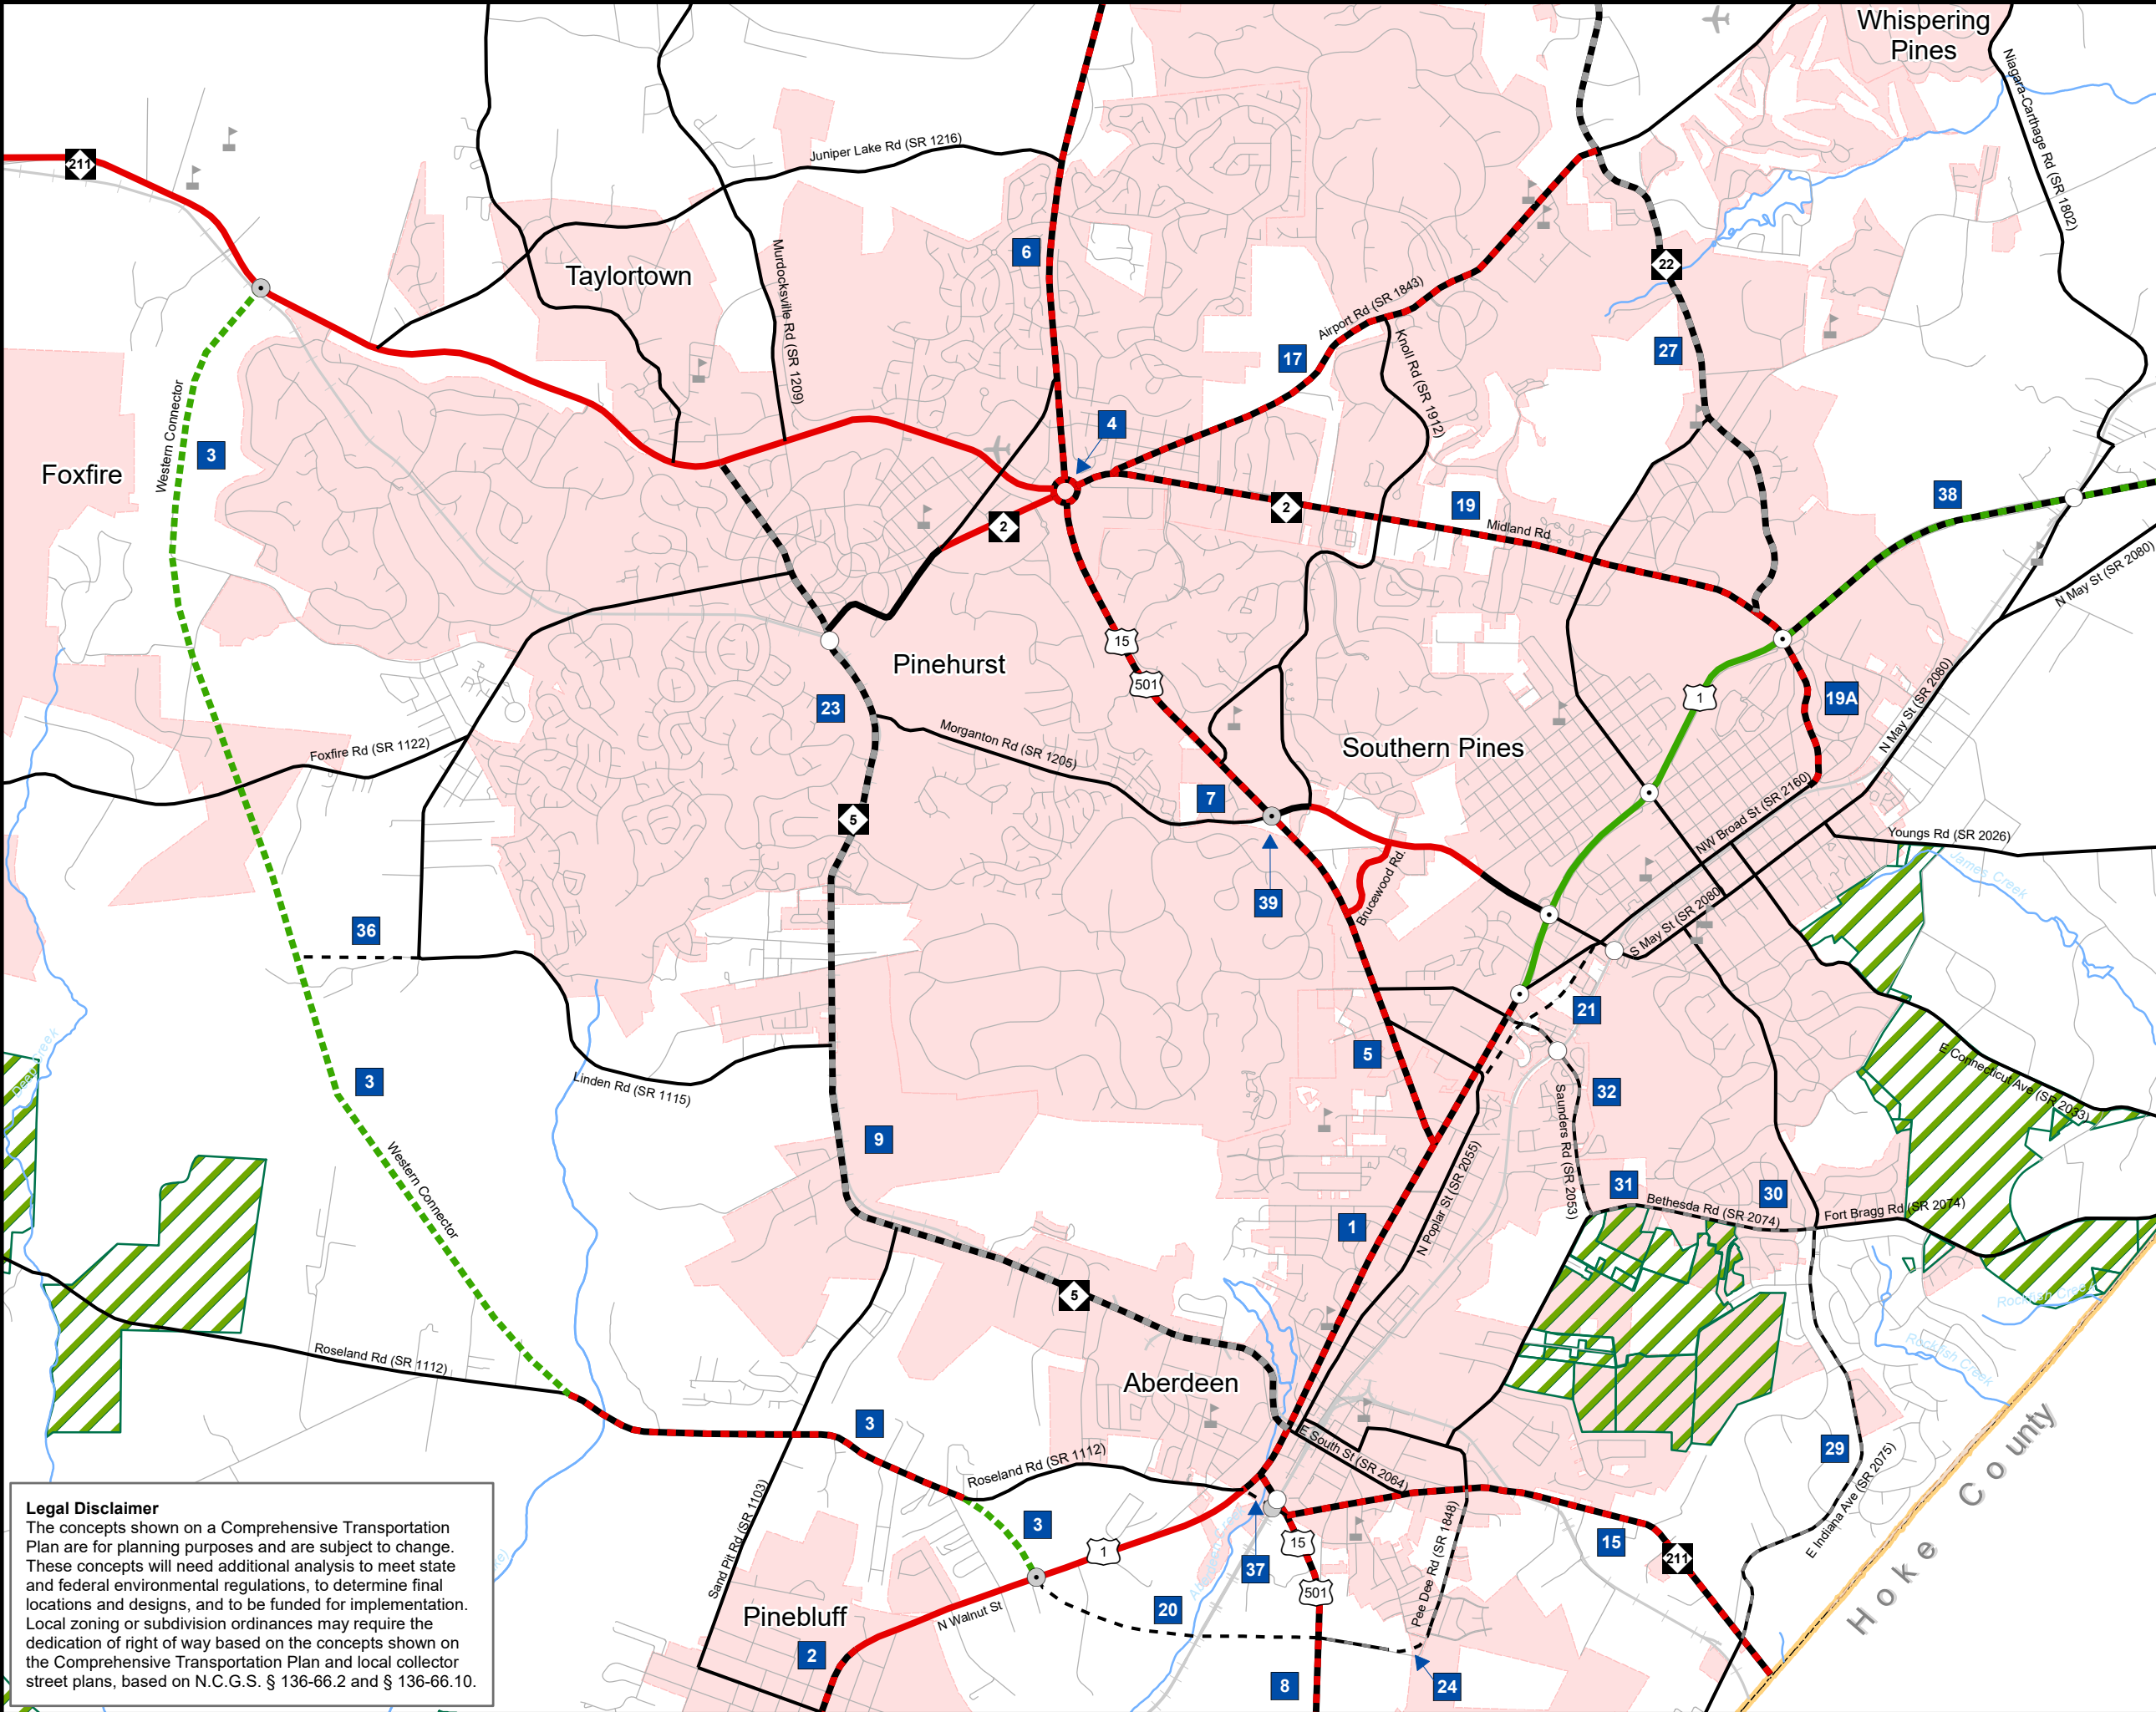 Whispering
Pines
Niagara-Carthage Rd (SR 1802)
211
Juniper Lake Rd (SR 1216)
6
Taylortown
Murdocksville Rd (SR 1209)
22
Airport Rd (SR 1843)
17
Knoll Rd (SR 1912)
27
4
Western Connector
3
Foxfire
2
2
19
Midland Rd
38
N May St (SR 2080)
15
501
Pinehurst
23
1
19A
N May St (SR 2080)
Foxfire Rd (SR 1122)
Morganton Rd (SR 1205)
Southern Pines
7
5
NW Broad St (SR 2160)
Youngs Rd (SR 2026)
James Creek
Brucewood Rd.
39
36
S May St (SR 2080)
21
5
Deep Creek
3
Linden Rd (SR 1115)
E Connecticut Ave (SR 2033)
32
Saunders Rd (SR 2053)
9
Western Connector
N Poplar St (SR 2055)
31
30
Bethesda Rd (SR 2074)
Fort Bragg Rd (SR 2074)
1
5
Rockfish Creek
Rockfish Creek
Roseland Rd (SR 1112)
Aberdeen
3
Roseland Rd (SR 1112)
E South St (SR 2064)
29
E Indiana Ave (SR 2075)
Hoke County
Sand Pit Rd (SR 1103)
3
1
Aberdeen Creek
37
15
501
Pee Dee Rd (SR 1848)
15
211
N Walnut St
20
Pinebluff
2
8
24
Legal Disclaimer
The concepts shown on a Comprehensive Transportation
Plan are for planning purposes and are subject to change.
These concepts will need additional analysis to meet state
and federal environmental regulations, to determine final
locations and designs, and to be funded for implementation.
Local zoning or subdivision ordinances may require the
dedication of right of way based on the concepts shown on
the Comprehensive Transportation Plan and local collector
street plans, based on N.C.G.S. § 136-66.2 and § 136-66.10.